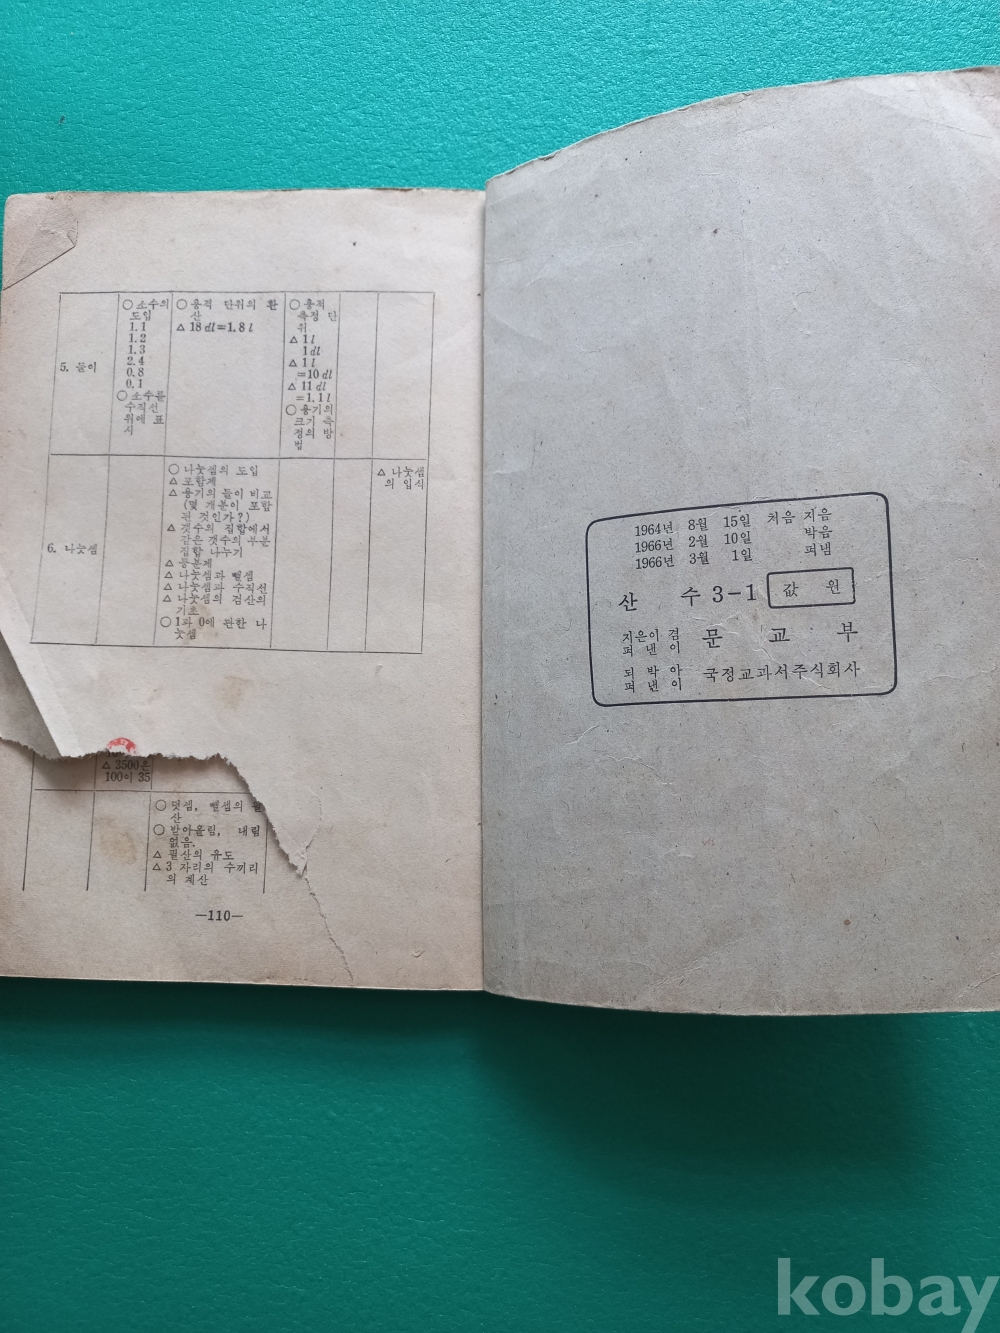 5. 들이
○ 소수의
도입
1.1
1.2
1.3
2.4
0.8
0.1
○ 소수를
수직선
위에 표
시
○ 용적 단위의 환
산
△ 18 dl=1.8 l
○ 용적
측정 단
위
△ 1 l
1 dl
△ 1 l
=10 dl
△ 11 dl
=1.1 l
○ 용기의
크기 측
정의 방
법
6. 나눗셈
○ 나눗셈의 도입
△ 포함제
△ 용기의 들이 비교
(몇 개분이 포함
된 것인가?)
△ 갯수의 집합에서
같은 갯수의 부분
집합 나누기
△ 등분제
△ 나눗셈과 뺄셈
△ 나눗셈과 수직선
△ 나눗셈의 검산의
기초
○ 1과 0에 관한 나
눗셈
△ 나눗셈
의 입식
△ 3500은
100이 35
○ 덧셈, 뺄셈의
산
○ 받아올림, 내림
없음.
△ 필산의 유도
△ 3 자리의 수끼리
의 계산
—110—
1964년 8월 15일 처음 지음
1966년 2월 10일 박음
1966년 3월 1일 펴냄
산 수 3-1 값 원
지은이 겸
펴 낸 이 문 교 부
되 박 아
펴 낸 이 국정교과서주식회사
kobay